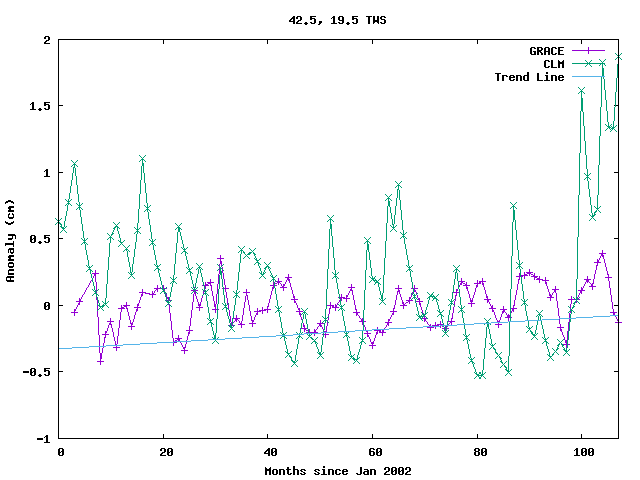 42.5, 19.5 TWS
GRACE
CLM
Trend Line
2
1.5
1
0.5
0
-0.5
-1
Anomaly (cm)
0 20 40 60 80 100
Months since Jan 2002